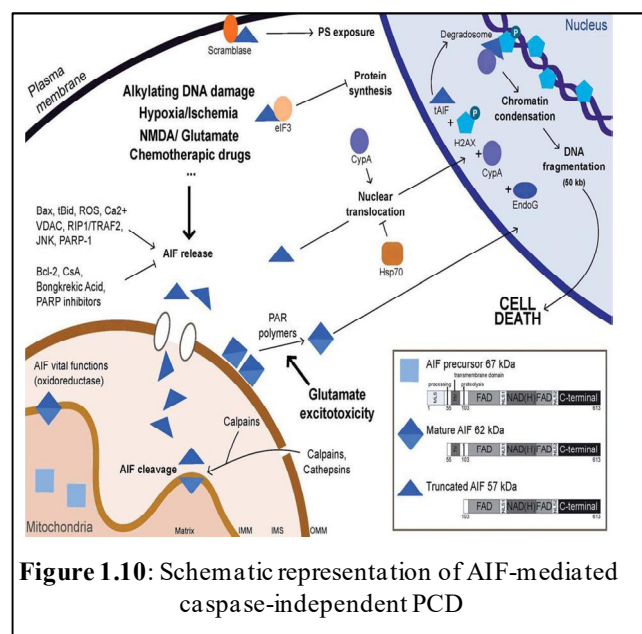 Plasma
membrane
Scramblase
PS exposure
Alkylating DNA damage
Hypoxia/Ischemia
NMDA/ Glutamate
Chemotherapic drugs
...
eIF3
Protein
synthesis
CypA
Nuclear
translocation
Hsp70
Bax, tBid, ROS, Ca2+
VDAC, RIP1/TRAF2,
JNK, PARP-1
AIF release
Bcl-2, CsA,
Bongkrekic Acid,
PARP inhibitors
PAR
polymers
Glutamate
excitotoxicity
AIF vital functions
(oxidoreductase)
Calpains
AIF cleavage
Calpains,
Cathepsins
Mitochondria
Matrix
IMM
IMS
OMM
Nucleus
Degradosome
P
tAIF
+
P
H2AX
+
CypA
+
EndoG
Chromatin
condensation
DNA
fragmentation
(50 kb)
CELL
DEATH
AIF precursor 67 kDa
transmembrane domain
processing
proteolysis
FAD
NAD(H)
FAD
C-terminal
1
55
103
613
Mature AIF 62 kDa
FAD
NAD(H)
FAD
C-terminal
55
103
613
Truncated AIF 57 kDa
FAD
NAD(H)
FAD
C-terminal
103
613
Figure 1.10: Schematic representation of AIF-mediated
caspase-independent PCD